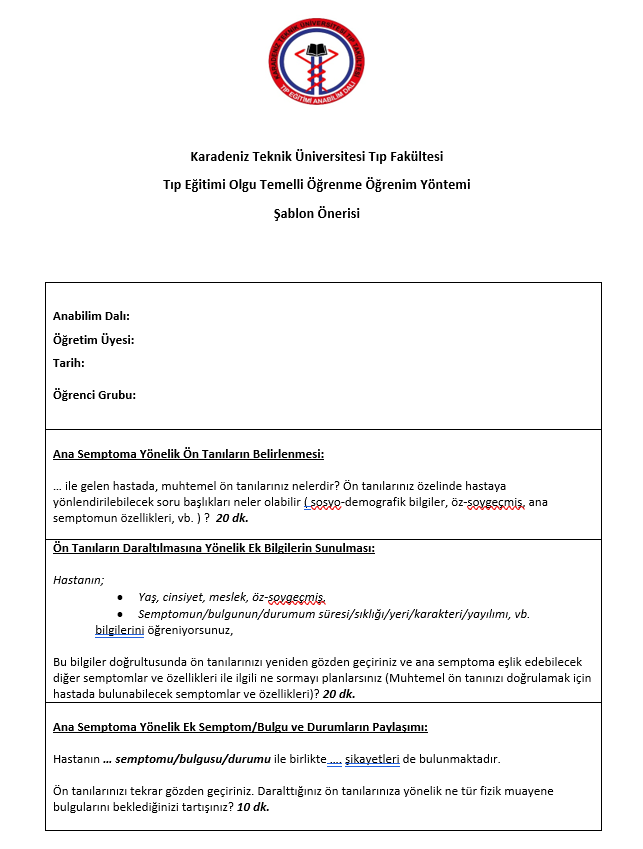 KARADENİZ TEKNİK ÜNİVERSİTESİ TIP FAKÜLTESİ
TIP EĞİTİMİ ANABİLİM DALI
Karadeniz Teknik Üniversitesi Tıp Fakültesi
Tıp Eğitimi Olgu Temelli Öğrenme Öğrenim Yöntemi
Şablon Önerisi
Anabilim Dalı:
Öğretim Üyesi:
Tarih:
Öğrenci Grubu:
Ana Semptoma Yönelik Ön Tanıların Belirlenmesi:
… ile gelen hastada, muhtemel ön tanılarınız nelerdir? Ön tanılarınız özelinde hastaya
yönlendirilebilecek soru başlıkları neler olabilir ( sosyo-demografik bilgiler, öz-soygeçmiş, ana
semptomun özellikleri, vb. ) ? 20 dk.
Ön Tanıların Daraltılmasına Yönelik Ek Bilgilerin Sunulması:
Hastanın;
• Yaş, cinsiyet, meslek, öz-soygeçmiş,
• Semptomun/bulgunun/durumum süresi/sıklığı/yeri/karakteri/yayılımı, vb.
bilgilerini öğreniyorsunuz,
Bu bilgiler doğrultusunda ön tanılarınızı yeniden gözden geçiriniz ve ana semptoma eşlik edebilecek
diğer semptomlar ve özellikleri ile ilgili ne sormayı planlarsınız (Muhtemel ön tanınızı doğrulamak için
hastada bulunabilecek semptomlar ve özellikleri)? 20 dk.
Ana Semptoma Yönelik Ek Semptom/Bulgu ve Durumların Paylaşımı:
Hastanın … semptomu/bulgusu/durumu ile birlikte …. şikayetleri de bulunmaktadır.
Ön tanılarınızı tekrar gözden geçiriniz. Daralttığınız ön tanılarınıza yönelik ne tür fizik muayene
bulgularını beklediğinizi tartışınız? 10 dk.